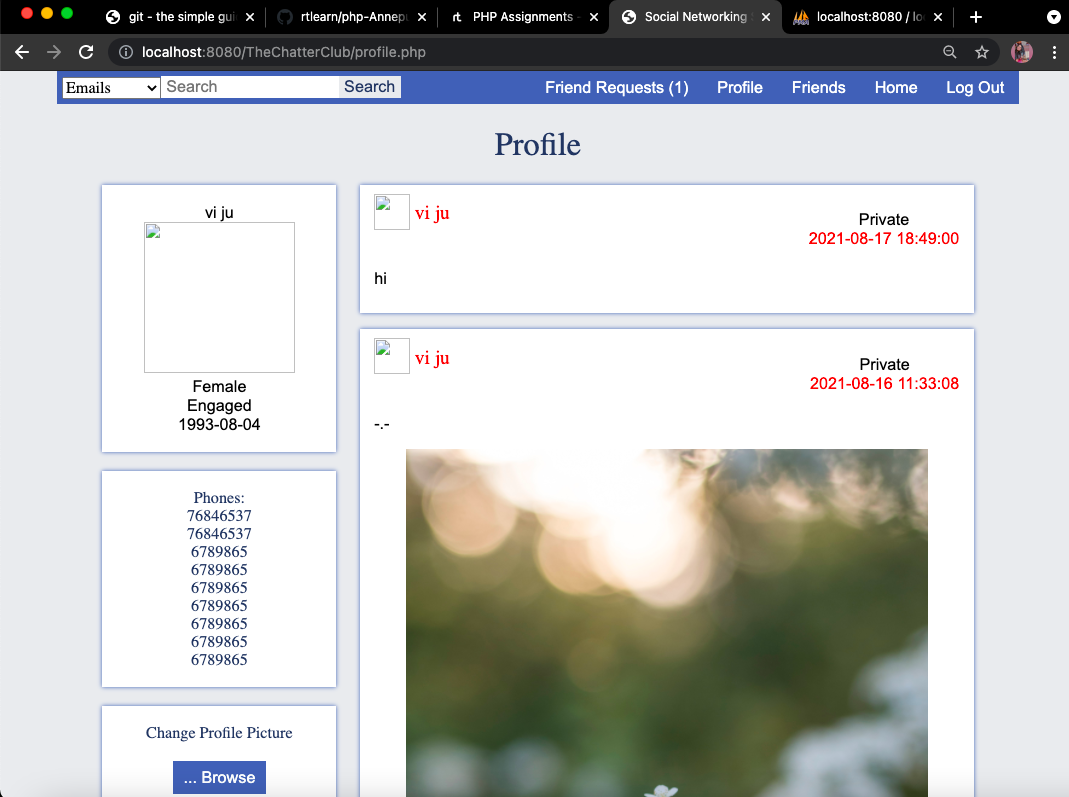 git - the simple gui
rtlearn/php-Annep
rt PHP Assignments -
Social Networking
localhost:8080 / lo
localhost:8080/TheChatterClub/profile.php
Emails Search Search Friend Requests (1) Profile Friends Home Log Out
Profile
vi ju
Female
Engaged
1993-08-04
Phones:
76846537
76846537
6789865
6789865
6789865
6789865
6789865
6789865
6789865
Change Profile Picture
... Browse
vi ju
Private
2021-08-17 18:49:00
hi
vi ju
Private
2021-08-16 11:33:08
-.-